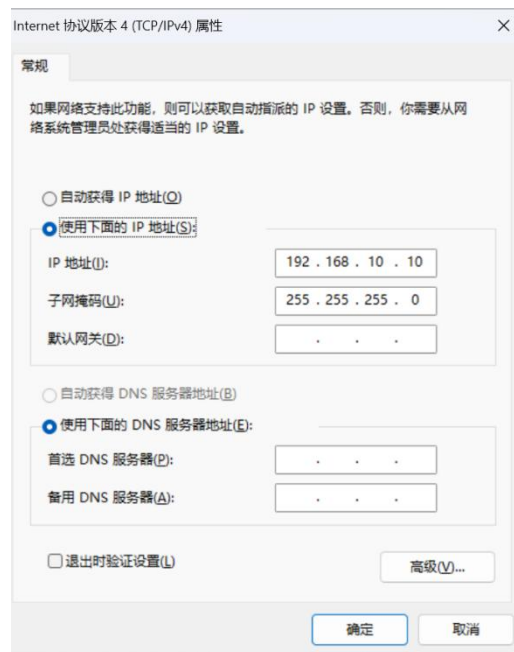 Internet 协议版本 4 (TCP/IPv4) 属性
常规
如果网络支持此功能，则可以获取自动指派的 IP 设置。否则，你需要从网
络系统管理员处获得适当的 IP 设置。
自动获得 IP 地址(O)
使用下面的 IP 地址(S):
IP 地址(I): 192 . 168 . 10 . 10
子网掩码(U): 255 . 255 . 255 . 0
默认网关(D): . . .
自动获得 DNS 服务器地址(B)
使用下面的 DNS 服务器地址(E):
首选 DNS 服务器(P): . . .
备用 DNS 服务器(A): . . .
退出时验证设置(L)
高级(V)...
确定 取消